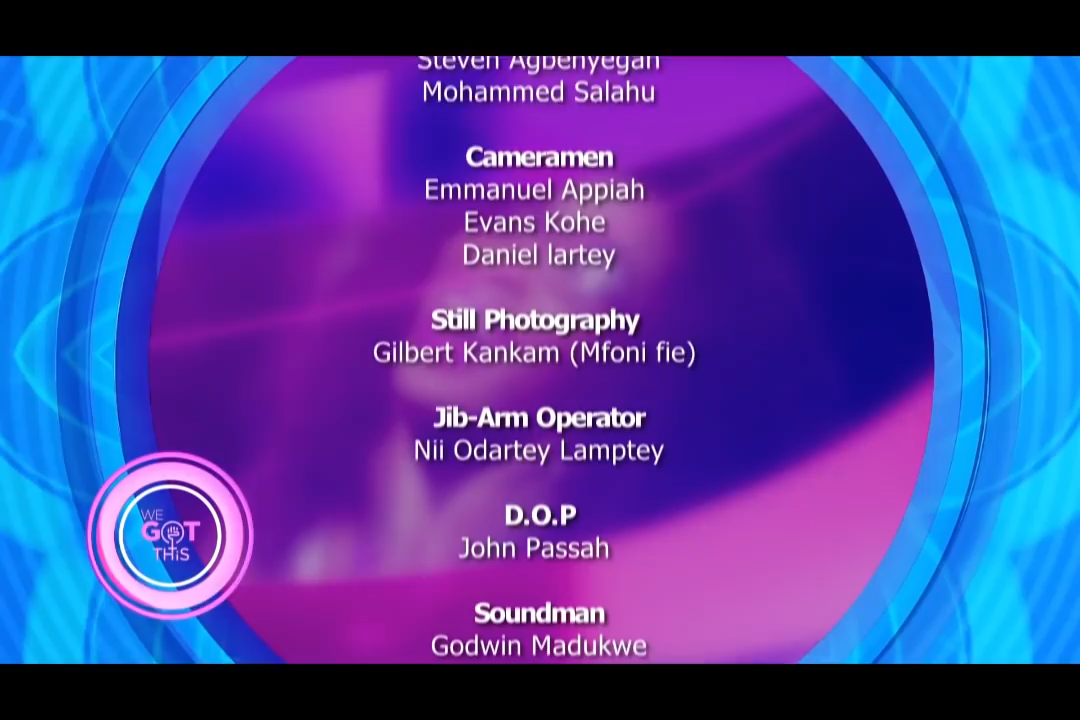 Steven Agbenyegah
Mohammed Salahu
Cameramen
Emmanuel Appiah
Evans Kohe
Daniel lartey
Still Photography
Gilbert Kankam (Mfoni fie)
Jib-Arm Operator
Nii Odartey Lamptey
D.O.P
John Passah
Soundman
Godwin Madukwe
WE
GOT
THiS